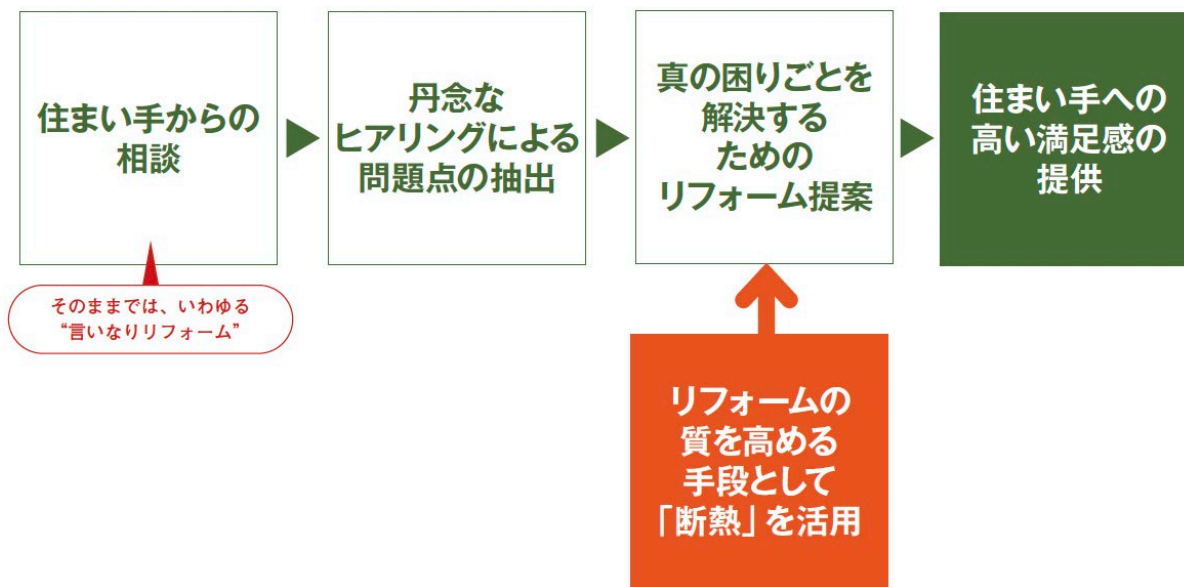 住まい手からの
相談
丹念な
ヒアリングによる
問題点の抽出
真の困りごとを
解決する
ための
リフォーム提案
住まい手への
高い満足感の
提供
そのままでは、いわゆる
“言いなりリフォーム”
リフォームの
質を高める
手段として
「断熱」を活用